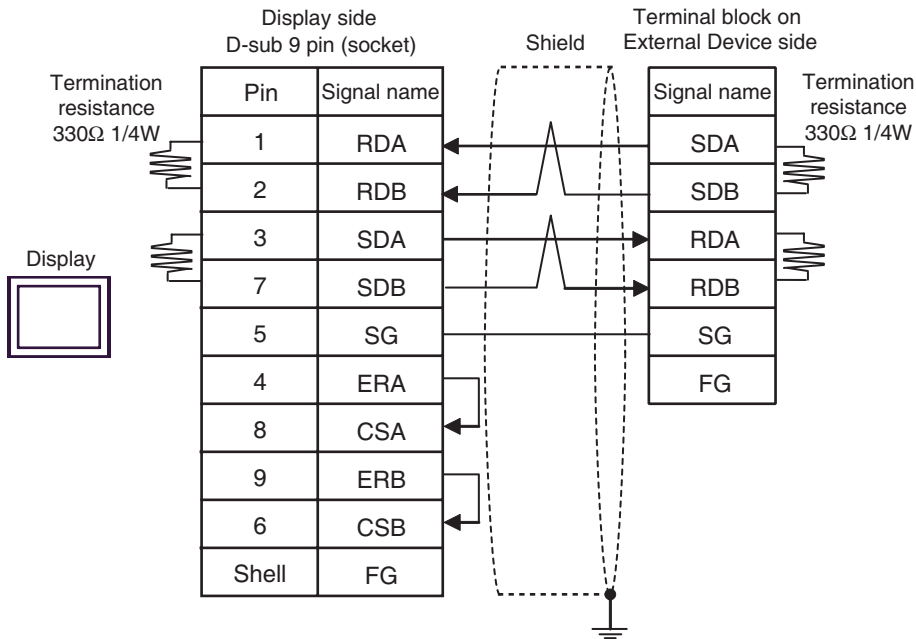 Display side
D-sub 9 pin (socket)
Shield
Terminal block on
External Device side
Termination
resistance
330Ω 1/4W
Termination
resistance
330Ω 1/4W
Pin Signal name Signal name
1 RDA SDA
2 RDB SDB
3 SDA RDA
Display
7 SDB RDB
5 SG SG
4 ERA FG
8 CSA
9 ERB
6 CSB
Shell FG